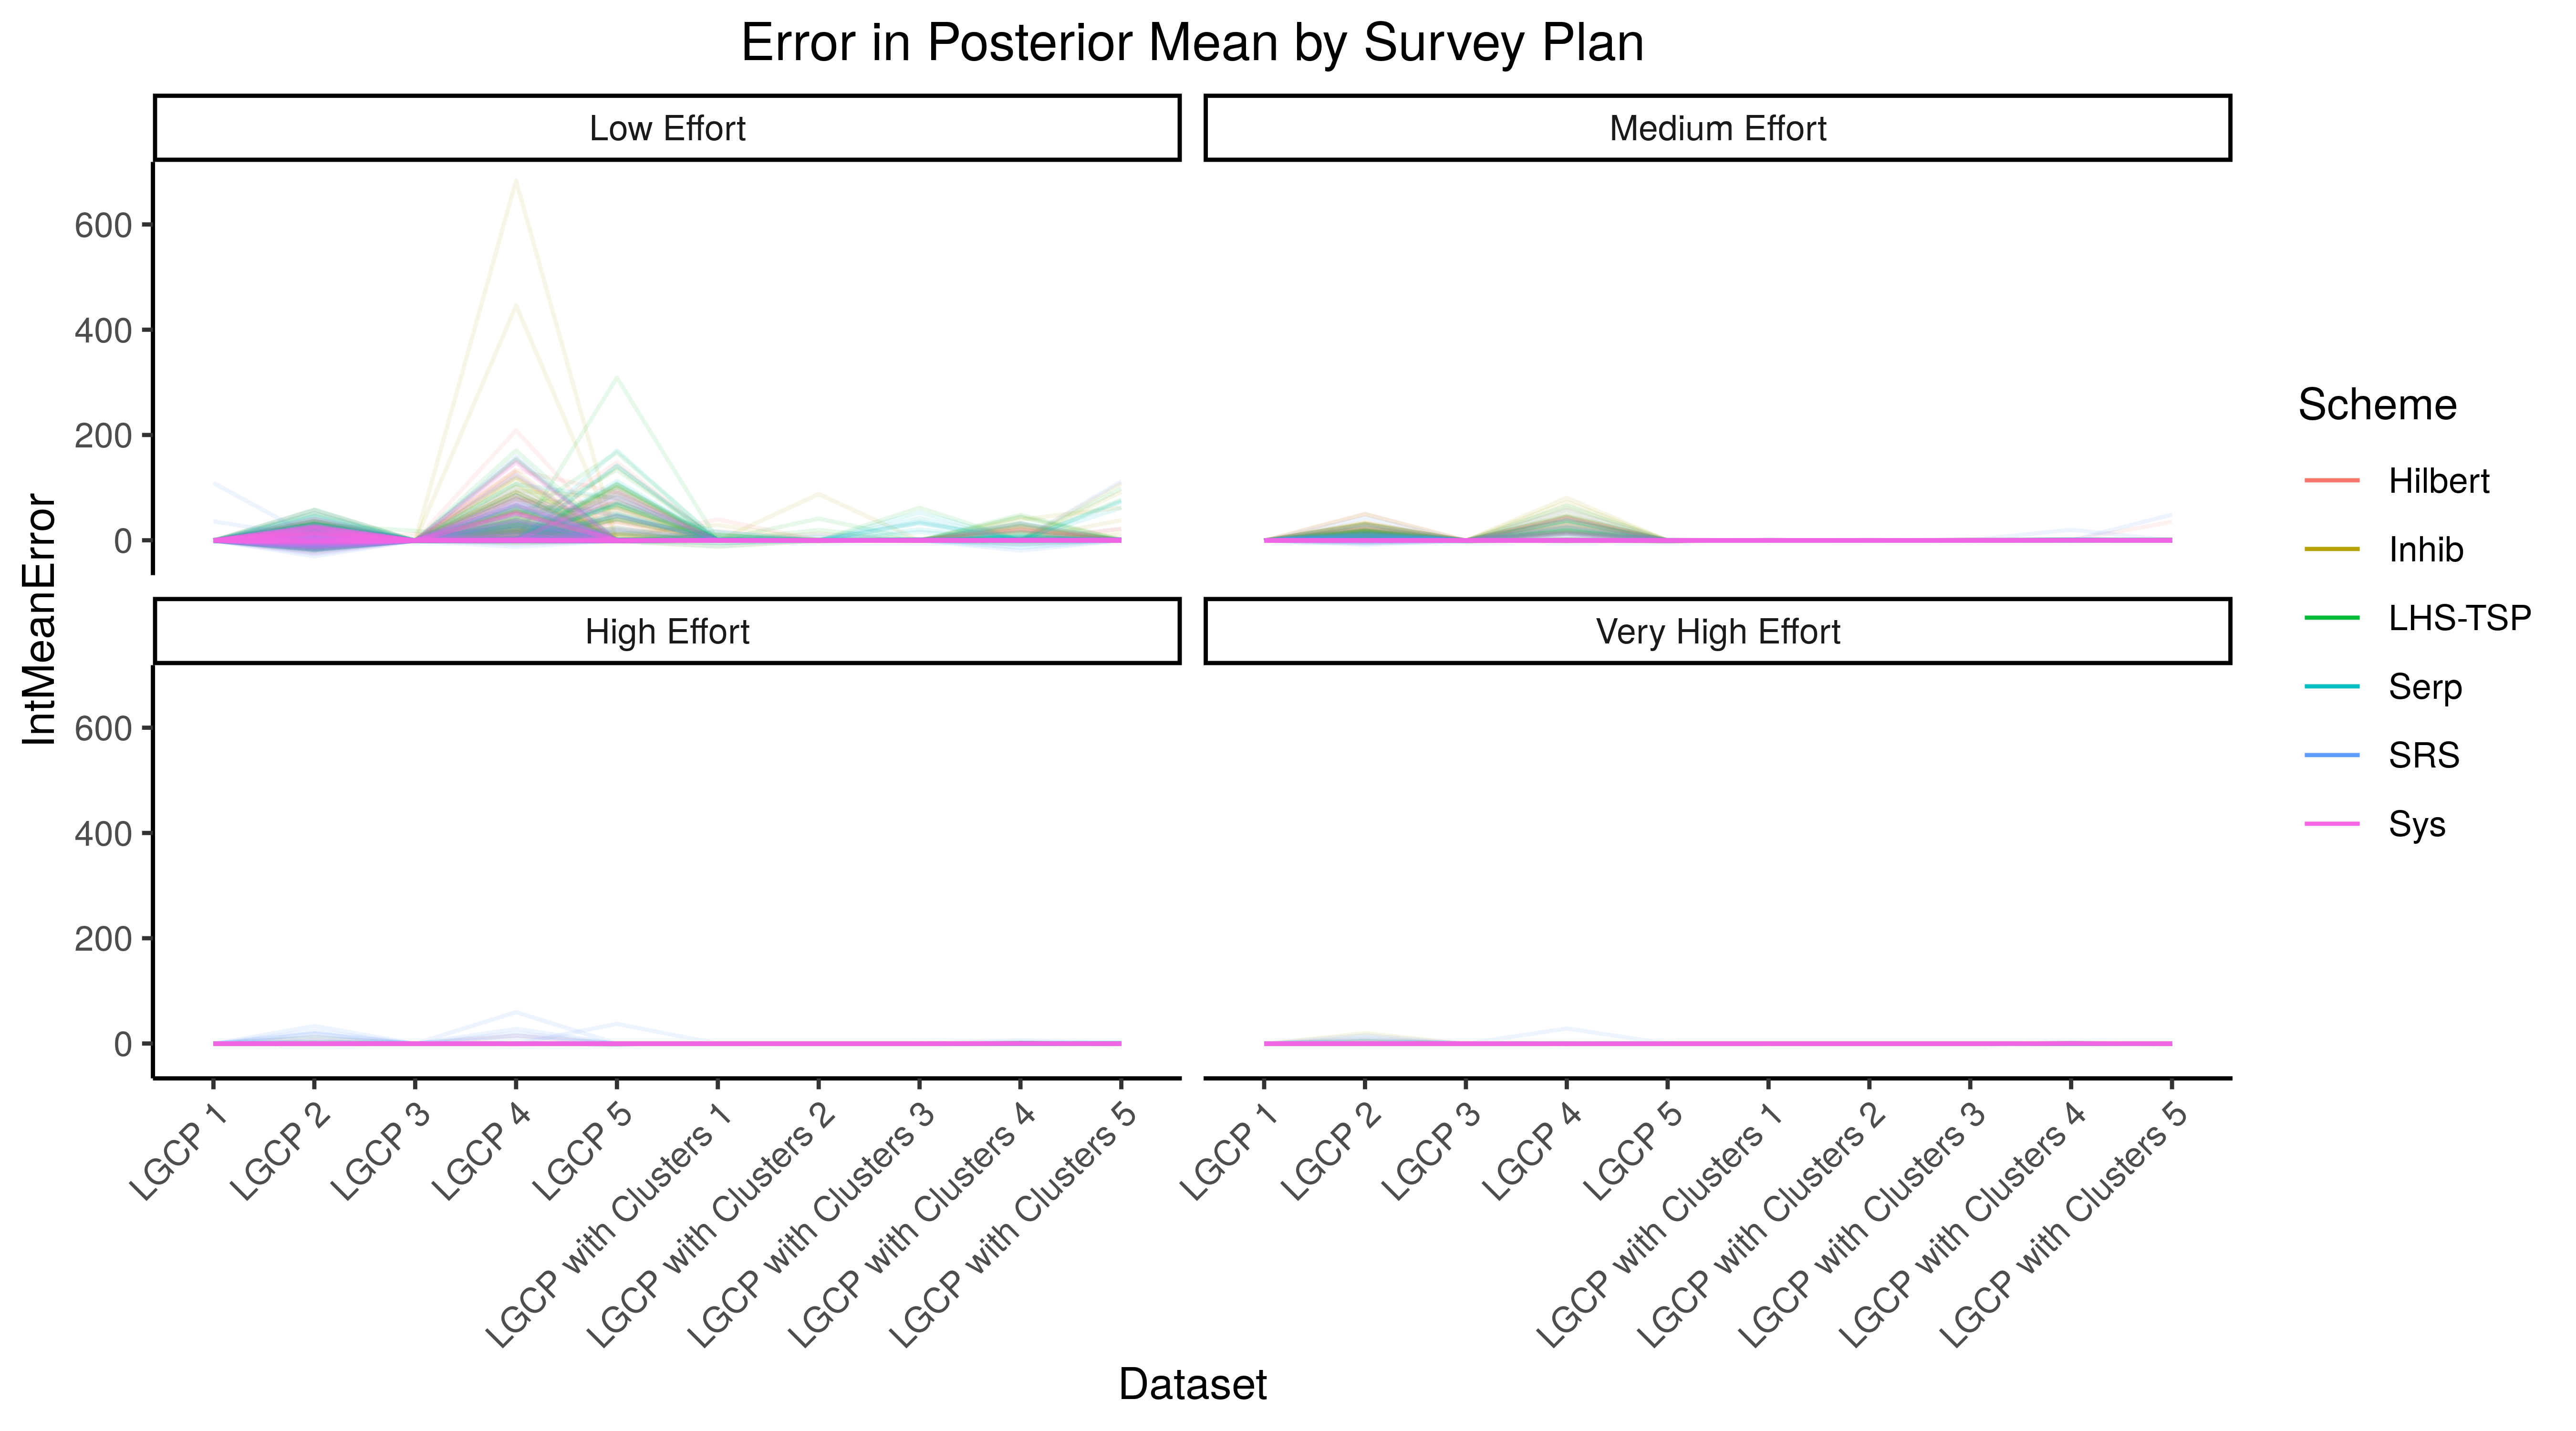 Error in Posterior Mean by Survey Plan
Low Effort
Medium Effort
600
400
200
0
High Effort
Very High Effort
600
400
200
0
IntMeanError
LGCP 1
LGCP 2
LGCP 3
LGCP 4
LGCP 5
LGCP with Clusters 1
LGCP with Clusters 2
LGCP with Clusters 3
LGCP with Clusters 4
LGCP with Clusters 5
LGCP 1
LGCP 2
LGCP 3
LGCP 4
LGCP 5
LGCP with Clusters 1
LGCP with Clusters 2
LGCP with Clusters 3
LGCP with Clusters 4
LGCP with Clusters 5
Dataset
Scheme
Hilbert
Inhib
LHS-TSP
Serp
SRS
Sys